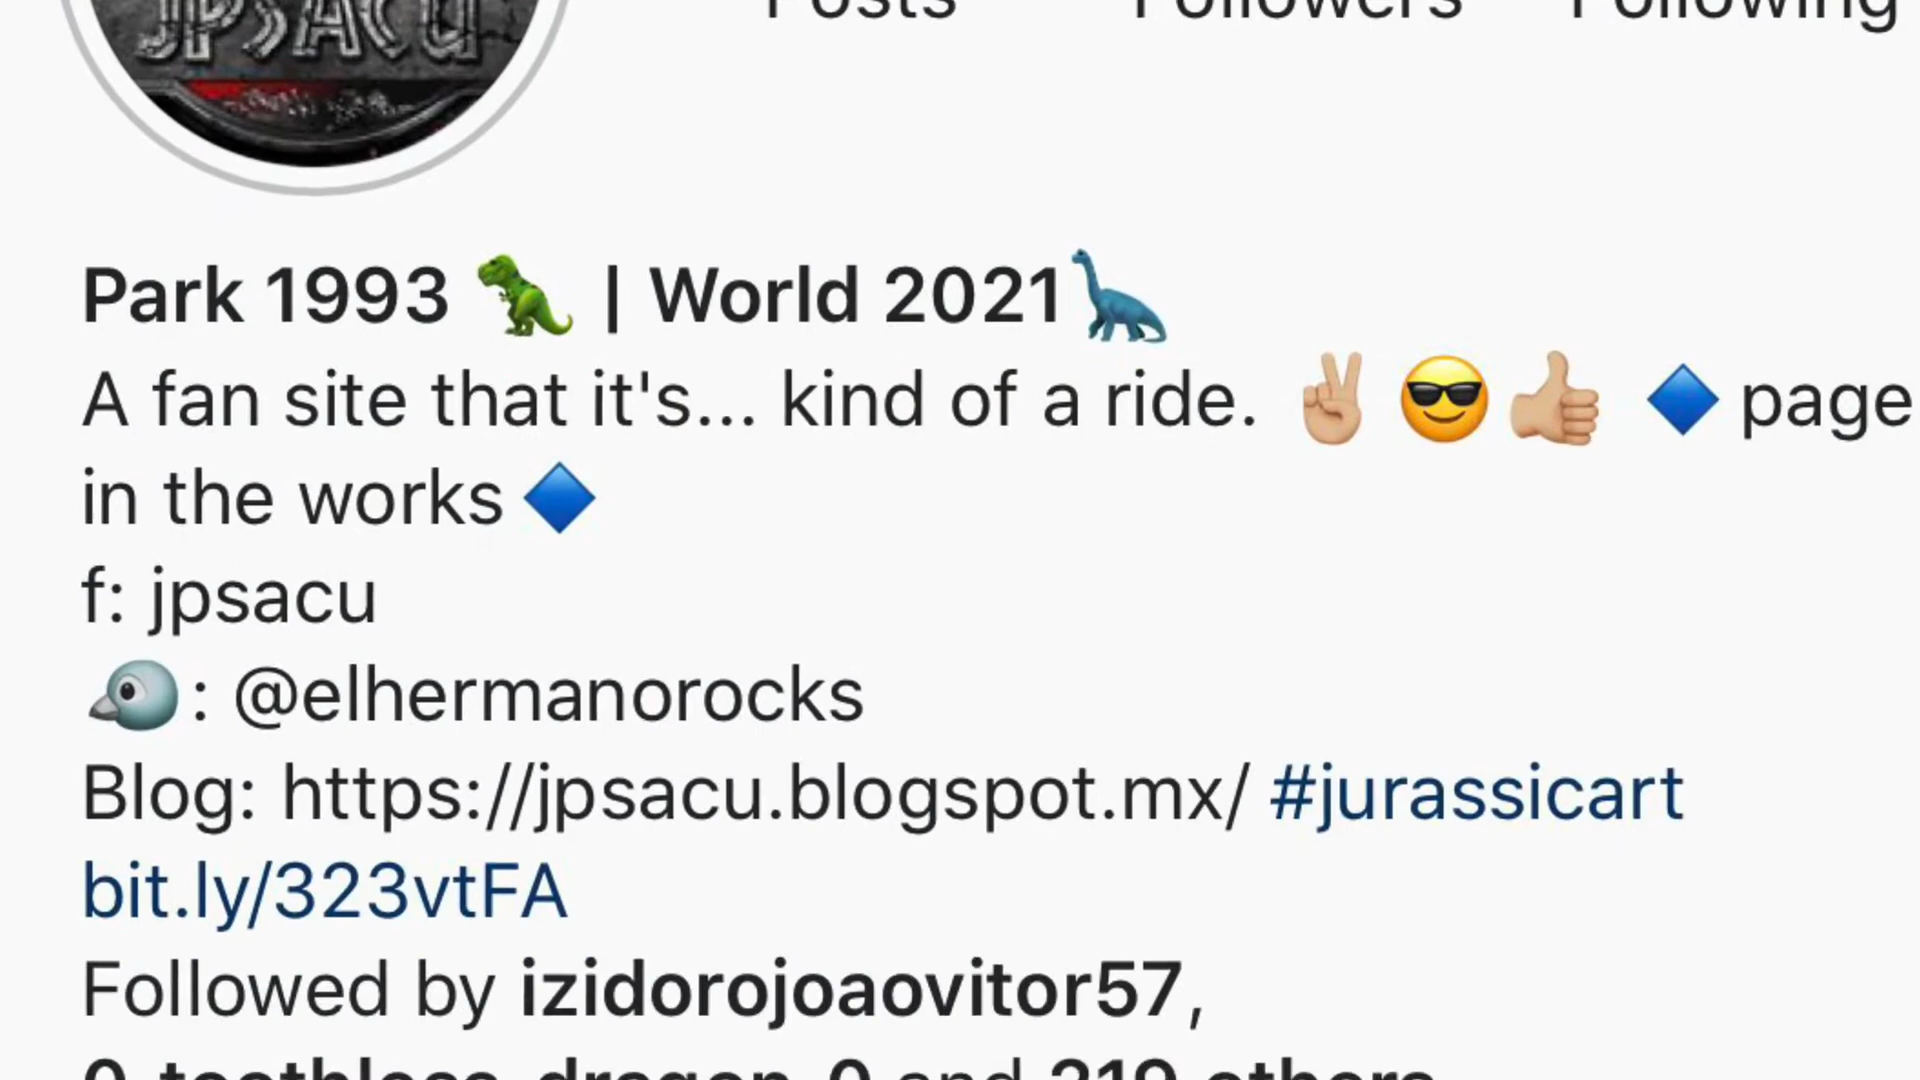 JPSACU
Posts Followers Following
Park 1993 🦖 | World 2021🦕
A fan site that it's... kind of a ride. ✌🏼 😎 👍🏼 🔷 page
in the works 🔷
f: jpsacu
🐦: @elhermanorocks
Blog: https://jpsacu.blogspot.mx/ #jurassicart
bit.ly/323vtFA
Followed by izidorojoaovitor57,
0_toothless_dragon_0 and 219 others